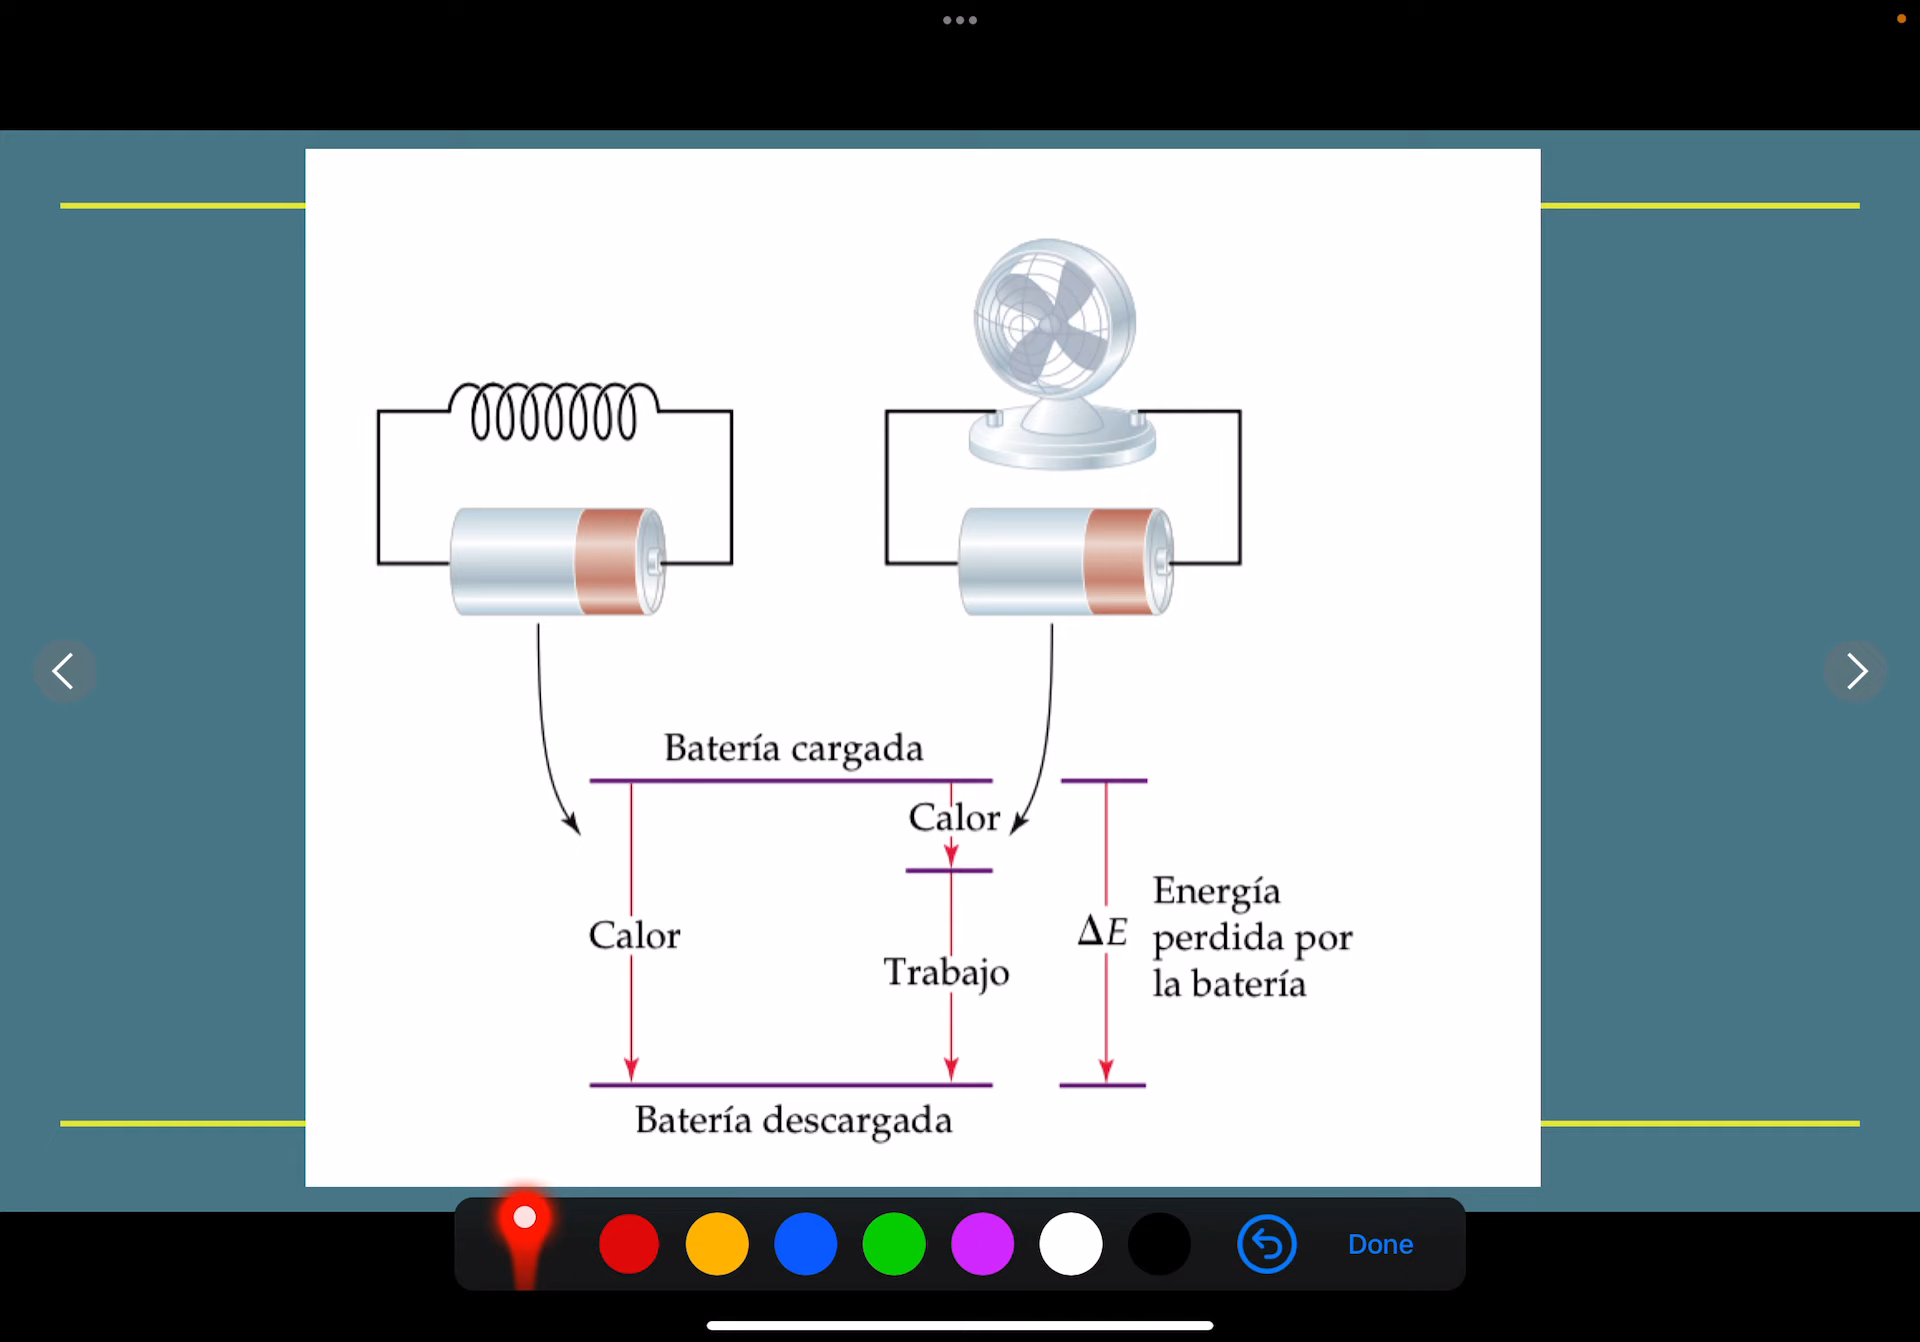 Batería cargada
Calor
Calor
Trabajo
ΔE
Energía
perdida por
la batería
Batería descargada
Done